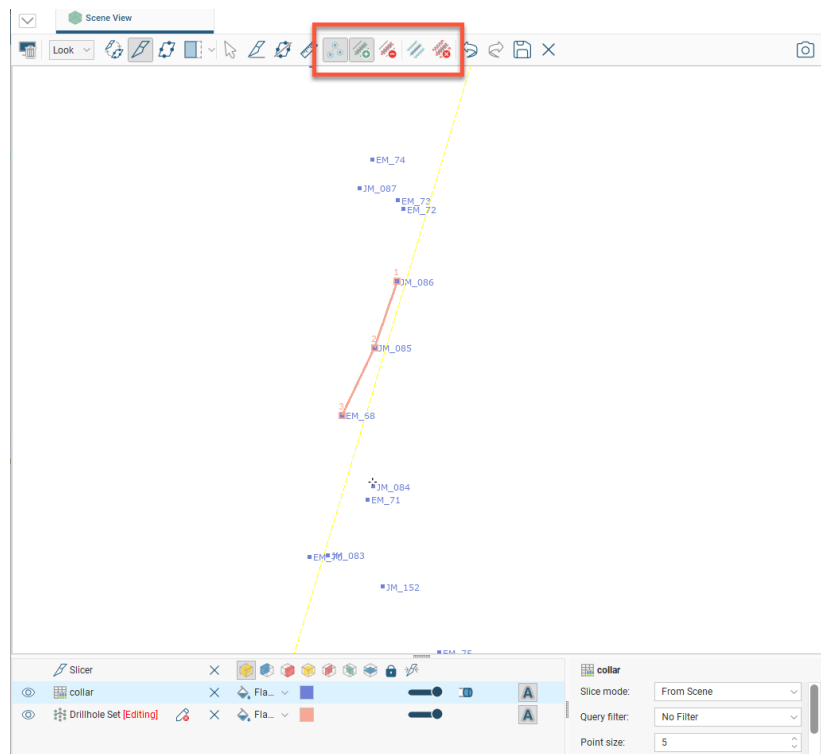 Scene View
Look
EM_74
JM_087
EM_73
EM_72
1
JM_086
2
JM_085
3
EM_68
JM_084
EM_71
EM_70
JM_083
JM_152
EM_75
Slicer
collar
collar
Fla...
A
Slice mode:
From Scene
Drillhole Set [Editing]
Fla...
A
Query filter:
No Filter
Point size:
5